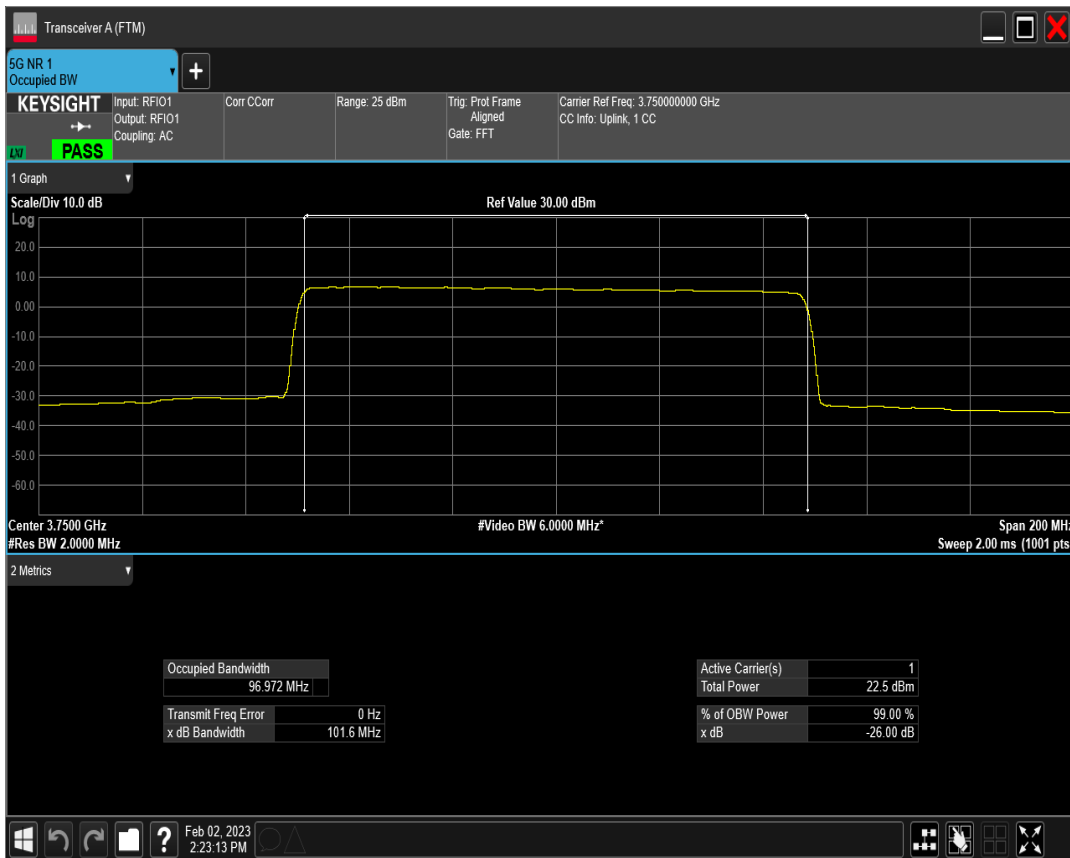 Transceiver A (FTM)
5G NR 1
Occupied BW
+
KEYSIGHT
Input: RFIO1
Output: RFIO1
Coupling: AC
Corr CCorr
Range: 25 dBm
Trig: Prot Frame
Aligned
Gate: FFT
Carrier Ref Freq: 3.750000000 GHz
CC Info: Uplink, 1 CC
LXI
PASS
1 Graph
Scale/Div 10.0 dB
Ref Value 30.00 dBm
Log
20.0
10.0
0.00
-10.0
-20.0
-30.0
-40.0
-50.0
-60.0
Center 3.7500 GHz
#Video BW 6.0000 MHz*
Span 200 MHz
#Res BW 2.0000 MHz
Sweep 2.00 ms (1001 pts
2 Metrics
Occupied Bandwidth
96.972 MHz
Transmit Freq Error 0 Hz
x dB Bandwidth 101.6 MHz
Active Carrier(s) 1
Total Power 22.5 dBm
% of OBW Power 99.00 %
x dB -26.00 dB
?
Feb 02, 2023
2:23:13 PM